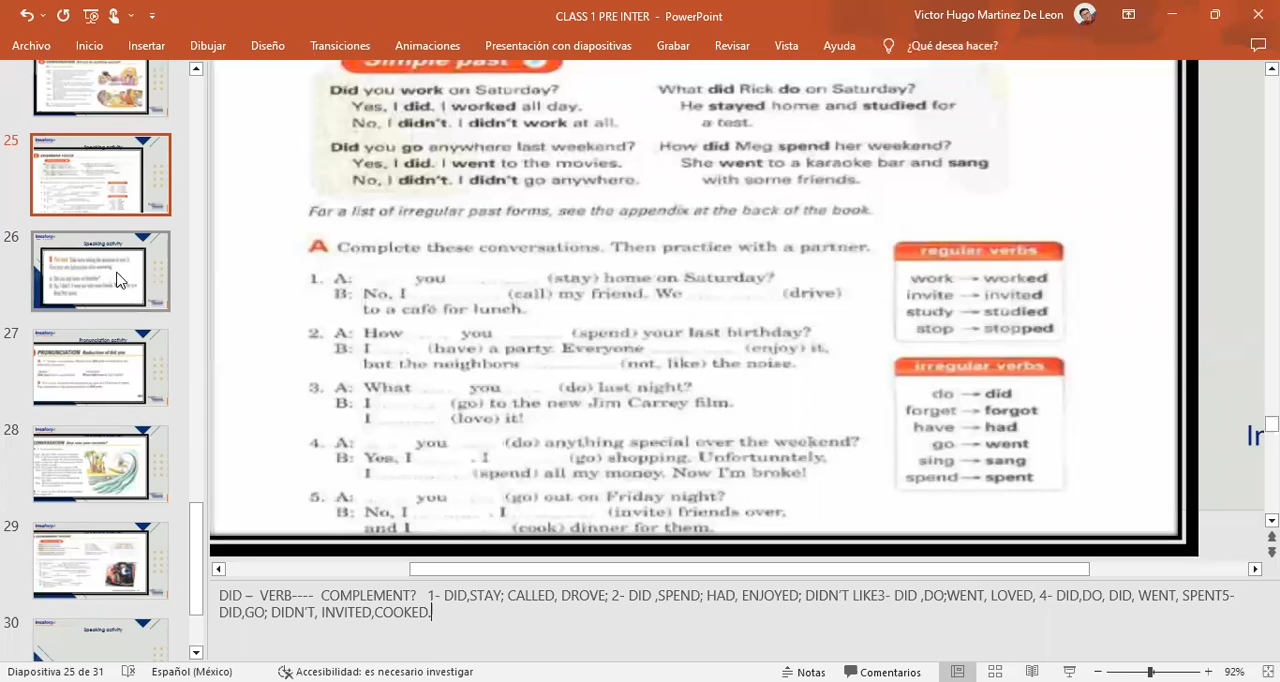 CLASS 1 PRE INTER - PowerPoint
Victor Hugo Martinez De Leon
Archivo Inicio Insertar Dibujar Diseño Transiciones Animaciones Presentación con diapositivas Grabar Revisar Vista Ayuda ¿Qué desea hacer?
25
26
27
28
29
30
Speaking activity
Pronunciation activity
PRONUNCIATION Reduction of did you
Speaking activity
Simple past
Did you work on Saturday?
Yes, I did. I worked all day.
No, I didn't. I didn't work at all.
Did you go anywhere last weekend?
Yes, I did. I went to the movies.
No, I didn't. I didn't go anywhere.
What did Rick do on Saturday?
He stayed home and studied for
a test.
How did Meg spend her weekend?
She went to a karaoke bar and sang
with some friends.
For a list of irregular past forms, see the appendix at the back of the book.
A Complete these conversations. Then practice with a partner.
1. A: you (stay) home on Saturday?
B: No, I (call) my friend. We (drive)
to a café for lunch.
2. A: How you (spend) your last birthday?
B: I (have) a party. Everyone (enjoy) it,
but the neighbors (not, like) the noise.
3. A: What you (do) last night?
B: I (go) to the new Jim Carrey film.
I (love) it!
4. A: you (do) anything special over the weekend?
B: Yes, I . I (go) shopping. Unfortunately,
I (spend) all my money. Now I'm broke!
5. A: you (go) out on Friday night?
B: No, I . I (invite) friends over,
and I (cook) dinner for them.
regular verbs
work → worked
invite → invited
study → studied
stop → stopped
irregular verbs
do → did
forget → forgot
have → had
go → went
sing → sang
spend → spent
In
DID – VERB---- COMPLEMENT? 1- DID,STAY; CALLED, DROVE; 2- DID ,SPEND; HAD, ENJOYED; DIDN'T LIKE3- DID ,DO;WENT, LOVED, 4- DID,DO, DID, WENT, SPENT5-
DID,GO; DIDN'T, INVITED,COOKED.
Diapositiva 25 de 31 Español (México) Accesibilidad: es necesario investigar Notas Comentarios 92%